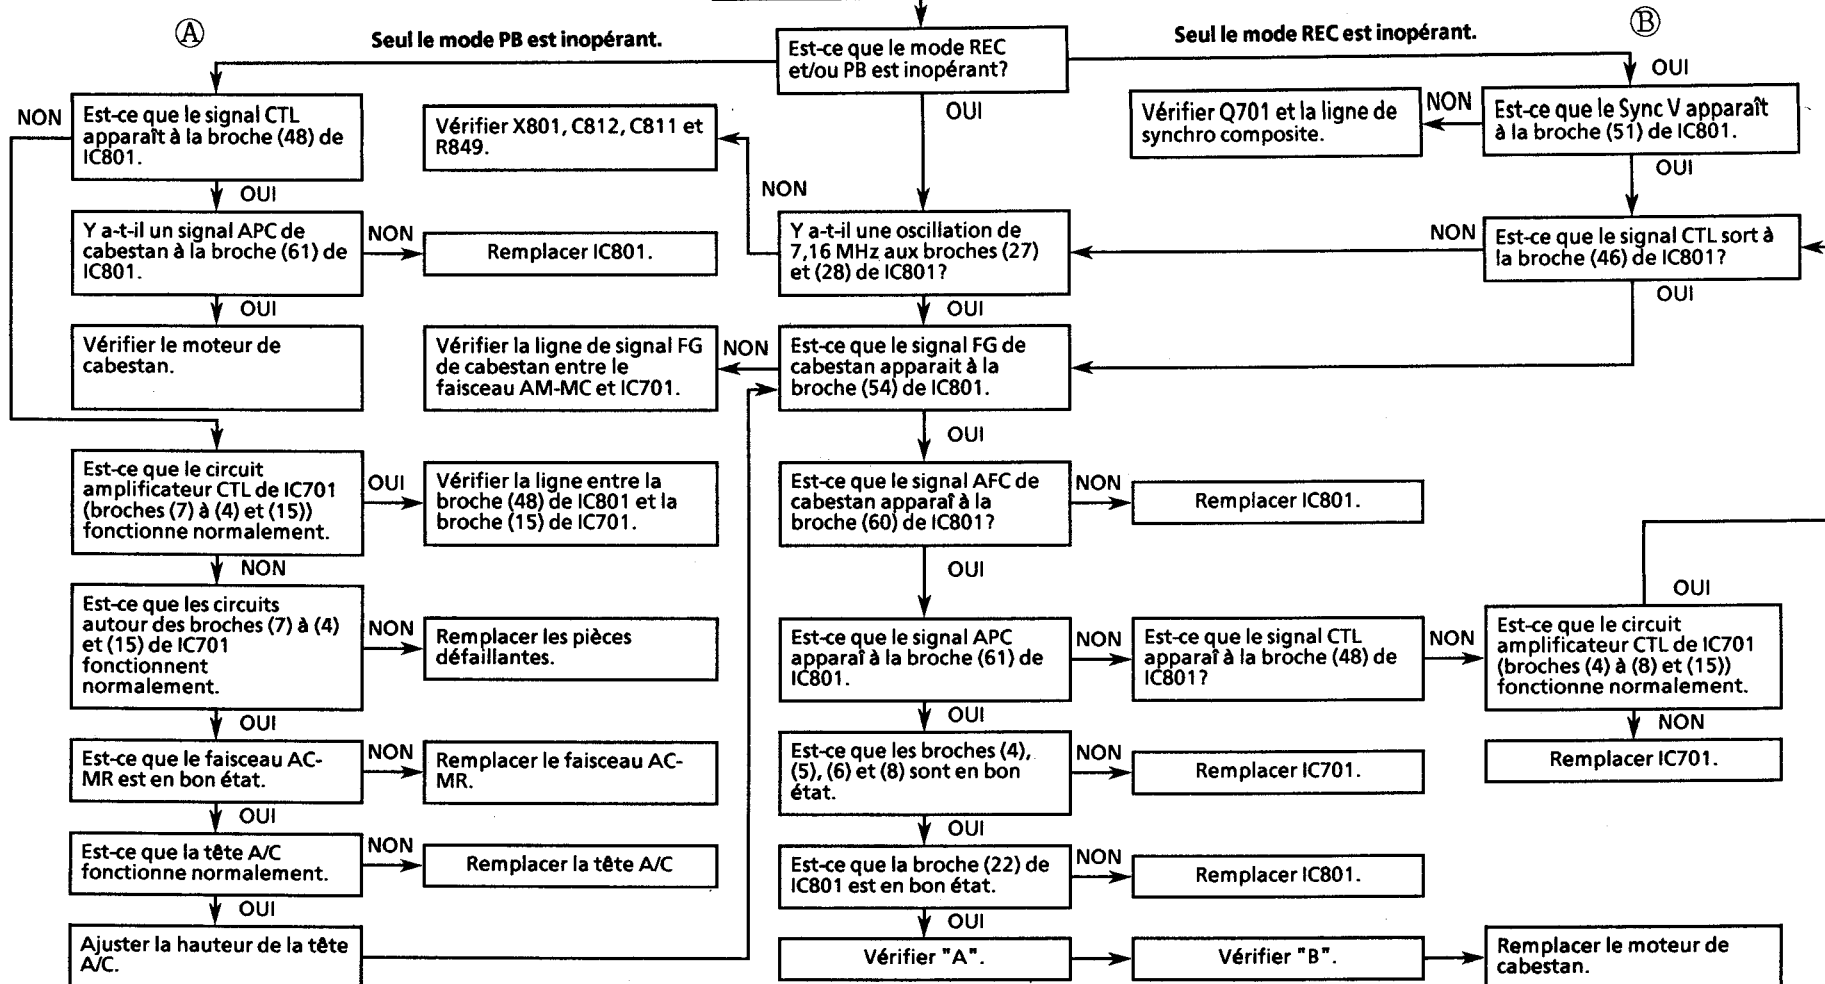 Ⓐ
Ⓑ
Seul le mode PB est inopérant.
Est-ce que le mode REC
et/ou PB est inopérant?
Seul le mode REC est inopérant.
OUI
OUI
NON
Est-ce que le signal CTL
apparaît à la broche (48) de
IC801.
Vérifier X801, C812, C811 et
R849.
Vérifier Q701 et la ligne de
synchro composite.
NON
Est-ce que le Sync V apparaît
à la broche (51) de IC801.
OUI
NON
OUI
Y a-t-il un signal APC de
cabestan à la broche (61) de
IC801.
NON
Remplacer IC801.
Y a-t-il une oscillation de
7,16 MHz aux broches (27)
et (28) de IC801?
NON
Est-ce que le signal CTL sort à
la broche (46) de IC801?
OUI
OUI
OUI
Vérifier le moteur de
cabestan.
Vérifier la ligne de signal FG
de cabestan entre le
faisceau AM-MC et IC701.
NON
Est-ce que le signal FG de
cabestan apparait à la
broche (54) de IC801.
OUI
Est-ce que le circuit
amplificateur CTL de IC701
(broches (7) à (4) et (15))
fonctionne normalement.
OUI
Vérifier la ligne entre la
broche (48) de IC801 et la
broche (15) de IC701.
Est-ce que le signal AFC de
cabestan apparaî à la
broche (60) de IC801?
NON
Remplacer IC801.
NON
OUI
OUI
Est-ce que les circuits
autour des broches (7) à (4)
et (15) de IC701
fonctionnent
normalement.
NON
Remplacer les pièces
défaillantes.
Est-ce que le signal APC
apparaî à la broche (61) de
IC801.
NON
Est-ce que le signal CTL
apparaî à la broche (48) de
IC801?
NON
Est-ce que le circuit
amplificateur CTL de IC701
(broches (4) à (8) et (15))
fonctionne normalement.
OUI
OUI
NON
Est-ce que le faisceau AC-
MR est en bon état.
NON
Remplacer le faisceau AC-
MR.
Est-ce que les broches (4),
(5), (6) et (8) sont en bon
état.
NON
Remplacer IC701.
Remplacer IC701.
OUI
OUI
Est-ce que la tête A/C
fonctionne normalement.
NON
Remplacer la tête A/C
Est-ce que la broche (22) de
IC801 est en bon état.
NON
Remplacer IC801.
OUI
OUI
Ajuster la hauteur de la tête
A/C.
Vérifier "A".
Vérifier "B".
Remplacer le moteur de
cabestan.